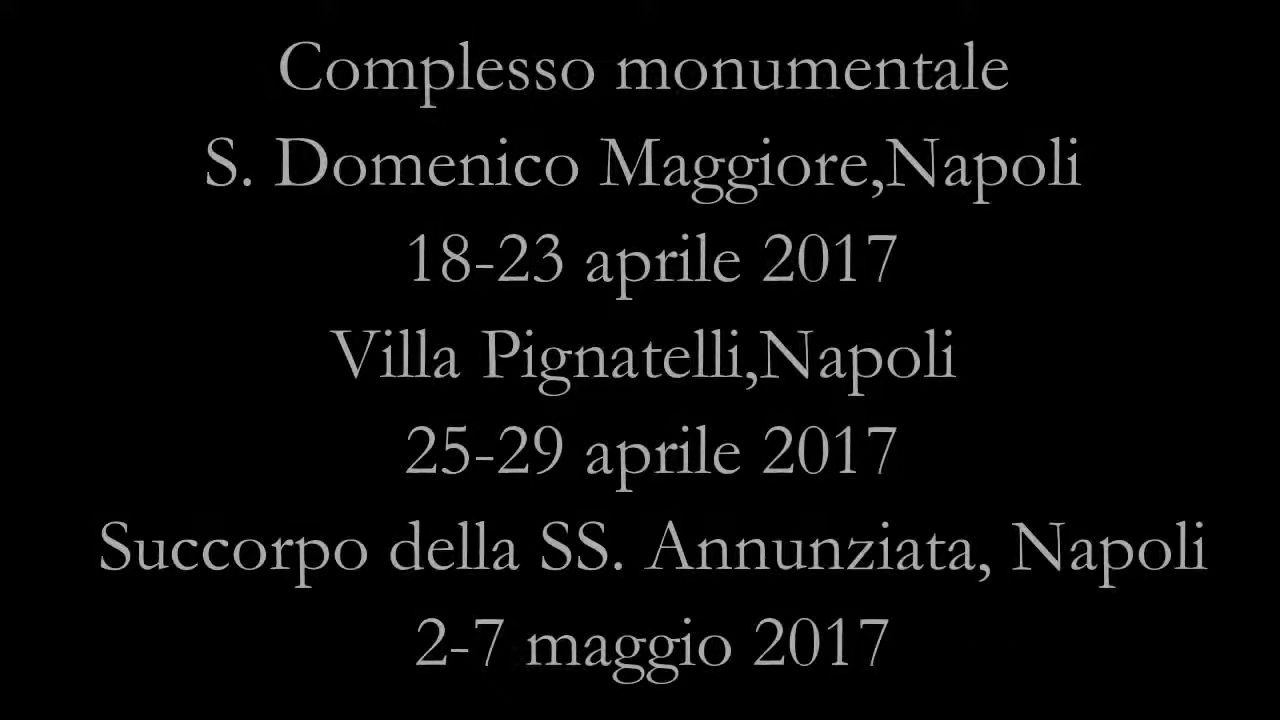 Complesso monumentale
S. Domenico Maggiore,Napoli
18-23 aprile 2017
Villa Pignatelli,Napoli
25-29 aprile 2017
Succorpo della SS. Annunziata, Napoli
2-7 maggio 2017